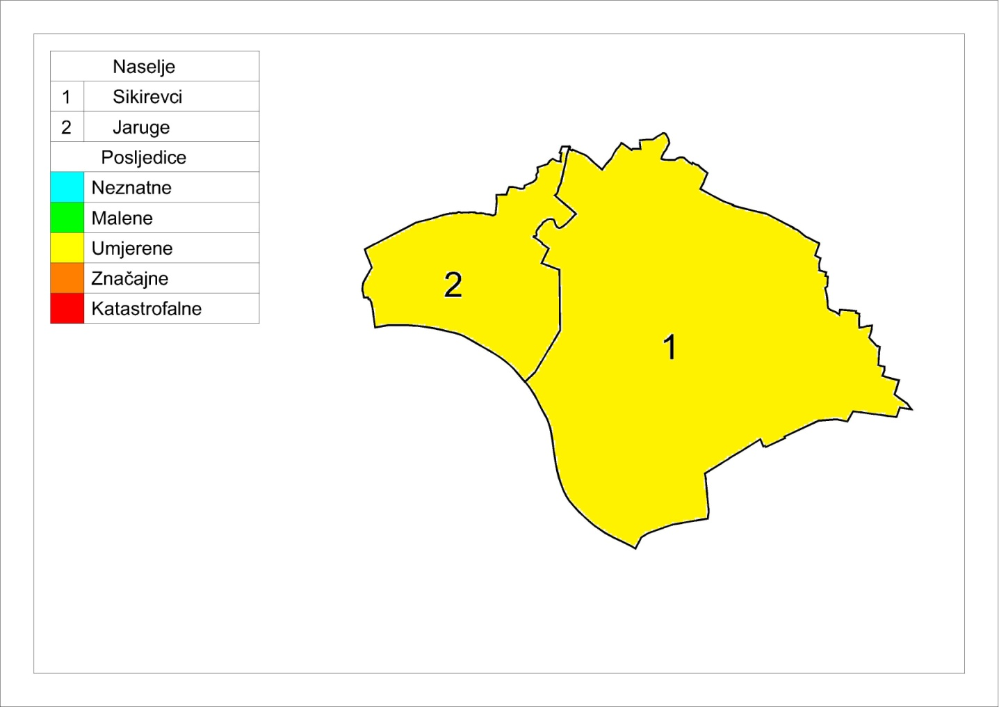 Naselje
1 Sikirevci
2 Jaruge
Posljedice
Neznatne
Malene
Umjerene
Značajne
Katastrofalne
2
1